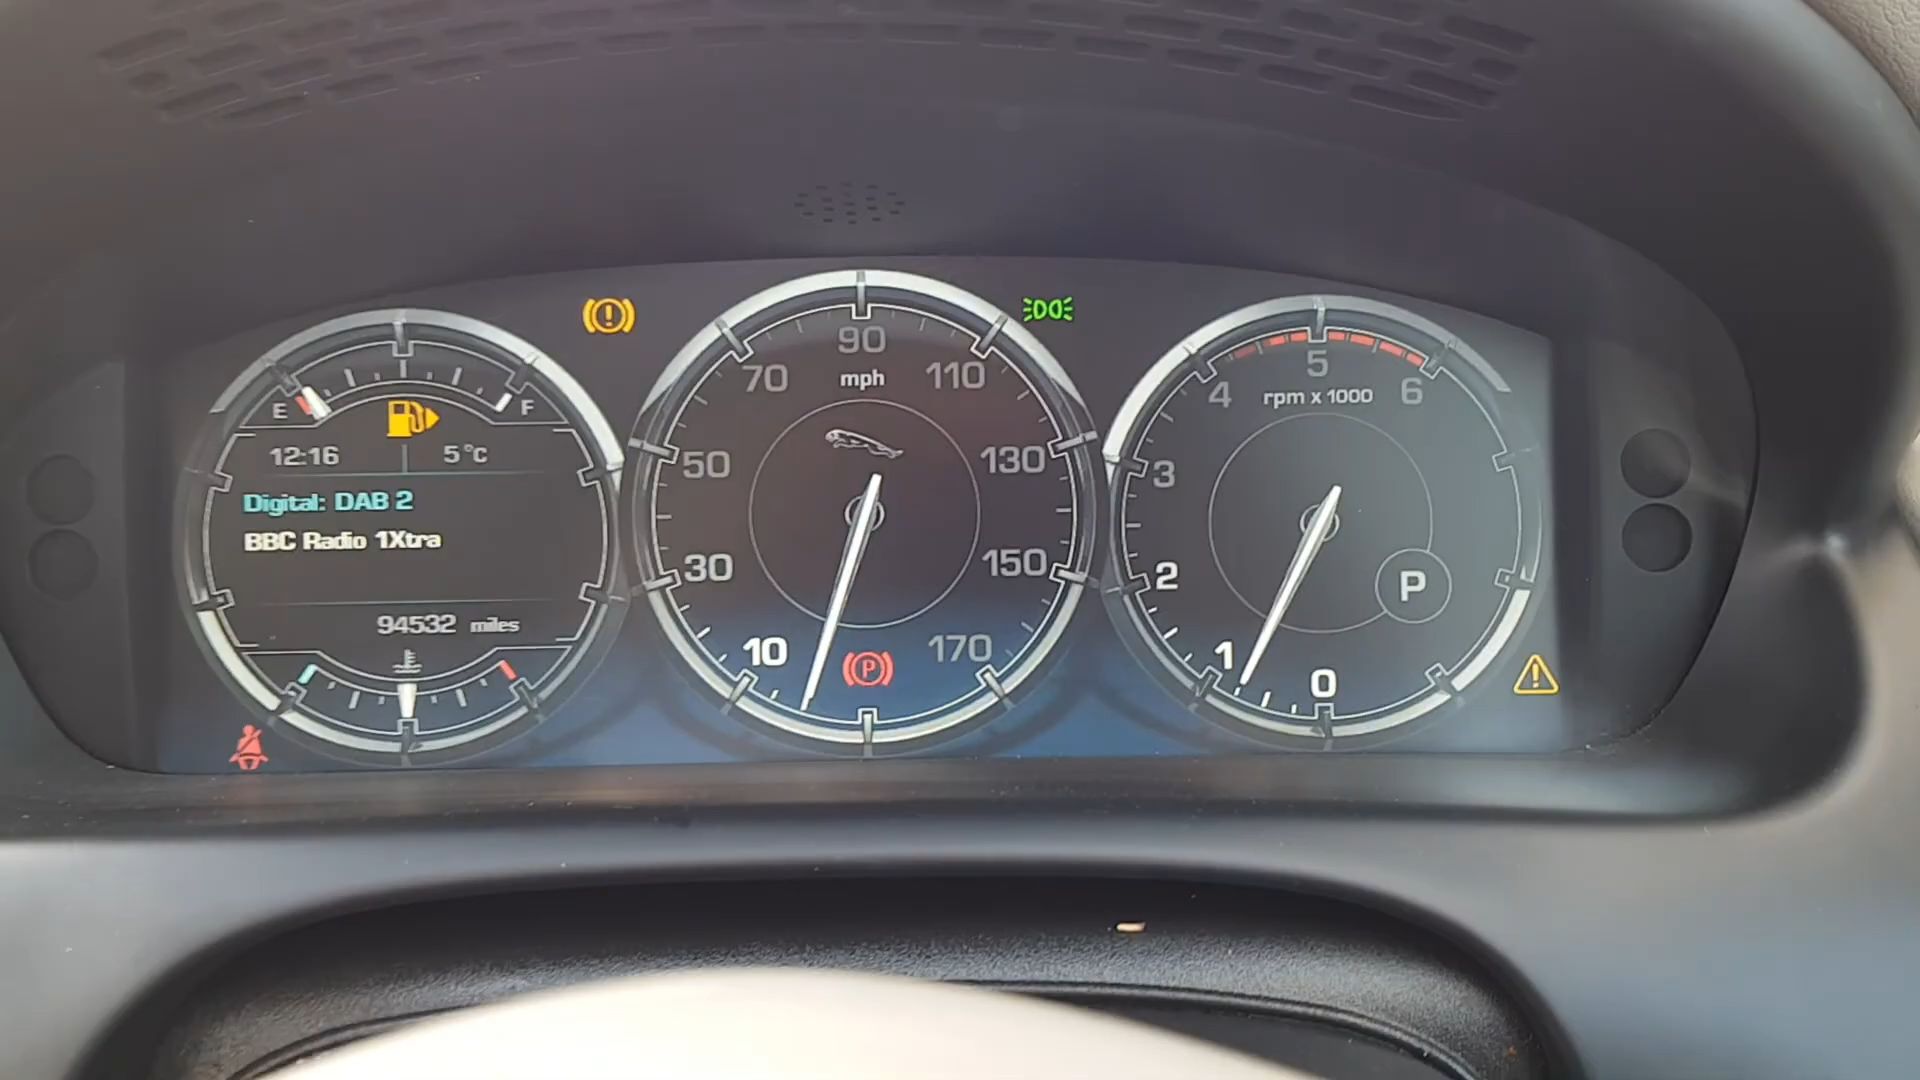 E F
12:16 5°C
Digital: DAB 2
BBC Radio 1Xtra
94532 miles
90
70 mph 110
50 130
30 150
10 170
P
5
4 rpm x 1000 6
3
2
P
1
0